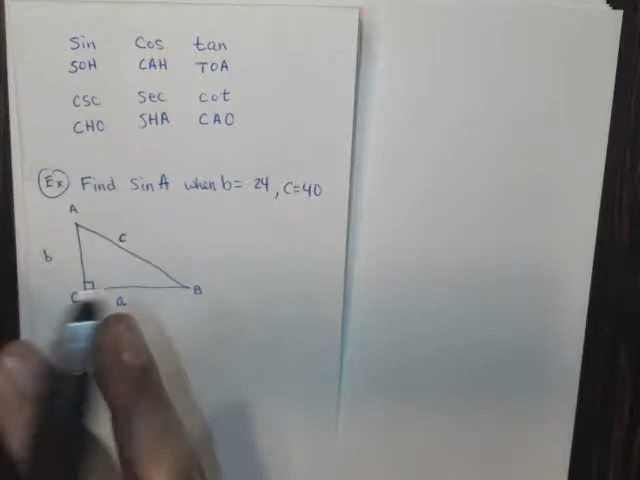 Sin Cos tan
SOH CAH TOA
CSC Sec Cot
CHO SHA CAO
Ex Find sin A when b= 24, C=40
A
c
b
C
B
a